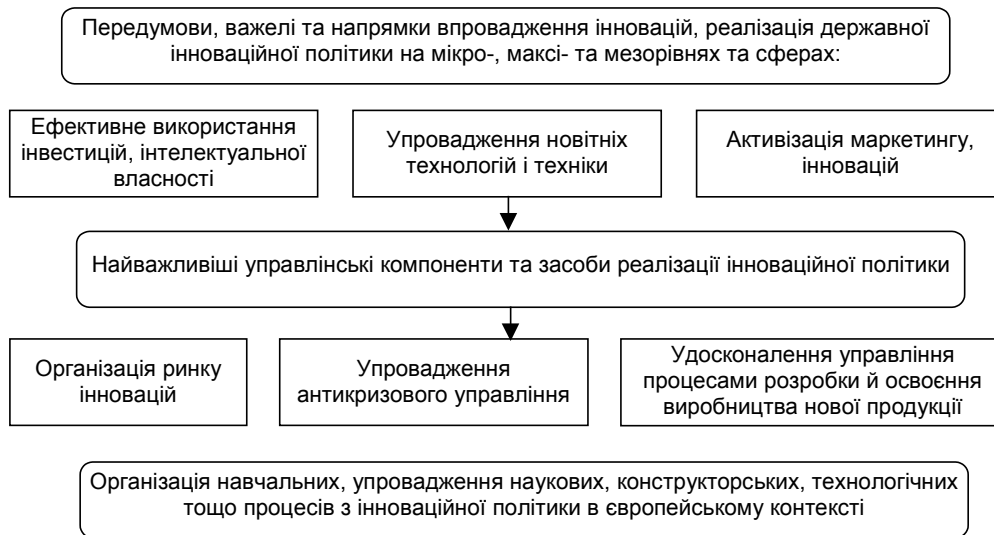 Передумови, важелі та напрямки впровадження інновацій, реалізація державної
інноваційної політики на мікро-, максі- та мезорівнях та сферах:
Ефективне використання
інвестицій, інтелектуальної
власності
Упровадження новітніх
технологій і техніки
Активізація маркетингу,
інновацій
Найважливіші управлінські компоненти та засоби реалізації інноваційної політики
Організація ринку
інновацій
Упровадження
антикризового управління
Удосконалення управління
процесами розробки й освоєння
виробництва нової продукції
Організація навчальних, упровадження наукових, конструкторських, технологічних
тощо процесів з інноваційної політики в європейському контексті